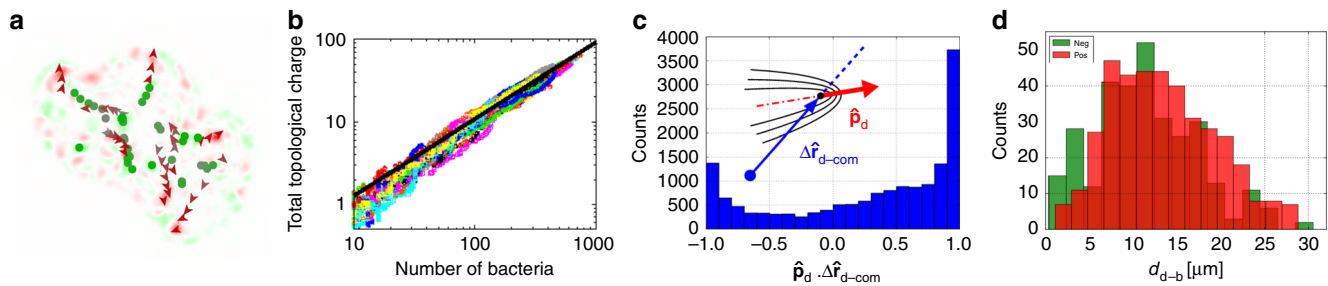 a
b
Total topological charge
100
10
1
10
100
1000
Number of bacteria
c
Counts
4000
3500
3000
2500
2000
1500
1000
500
0
p̂d
Δr̂d–com
−1.0
−0.5
0.0
0.5
1.0
p̂d .Δr̂d–com
d
Counts
50
40
30
20
10
0
Neg
Pos
0
5
10
15
20
25
30
dd–b [μm]